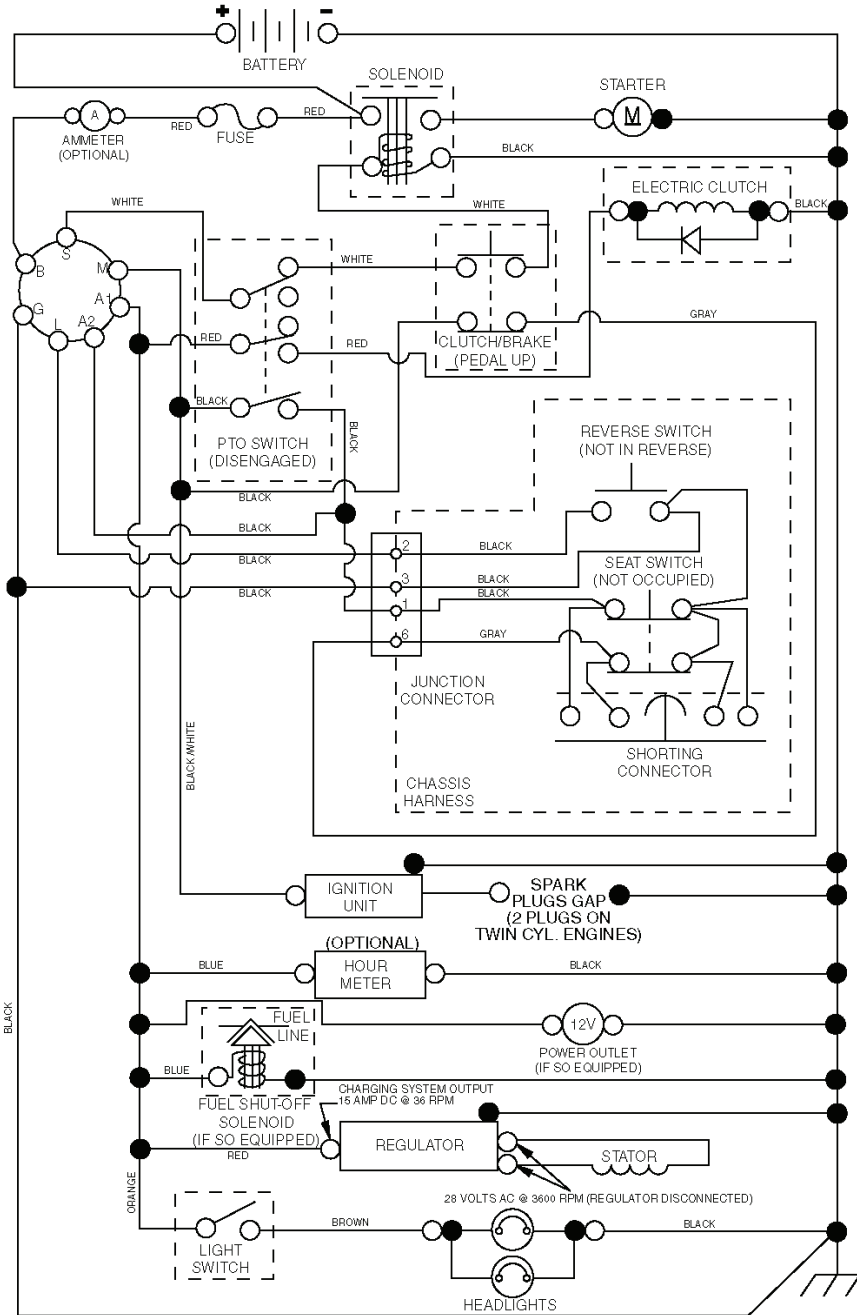 +
-
BATTERY
SOLENOID
STARTER
A
AMMETER
(OPTIONAL)
RED
FUSE
RED
M
BLACK
ELECTRIC CLUTCH
BLACK
WHITE
WHITE
WHITE
S
B
M
G
A1
L
A2
RED
RED
CLUTCH/BRAKE
(PEDAL UP)
GRAY
BLACK
BLACK
PTO SWITCH
(DISENGAGED)
REVERSE SWITCH
(NOT IN REVERSE)
BLACK
BLACK
BLACK
2
BLACK
SEAT SWITCH
(NOT OCCUPIED)
BLACK
3
BLACK
BLACK
1
6
GRAY
JUNCTION
CONNECTOR
SHORTING
CONNECTOR
CHASSIS
HARNESS
BLACK/WHITE
IGNITION
UNIT
SPARK
PLUGS GAP
(2 PLUGS ON
TWIN CYL. ENGINES)
(OPTIONAL)
BLUE
HOUR
METER
BLACK
BLACK
FUEL
LINE
12V
POWER OUTLET
(IF SO EQUIPPED)
BLUE
CHARGING SYSTEM OUTPUT
15 AMP DC @ 36 RPM
FUEL SHUT-OFF
SOLENOID
(IF SO EQUIPPED)
RED
REGULATOR
STATOR
ORANGE
28 VOLTS AC @ 3600 RPM (REGULATOR DISCONNECTED)
BROWN
BLACK
LIGHT
SWITCH
HEADLIGHTS